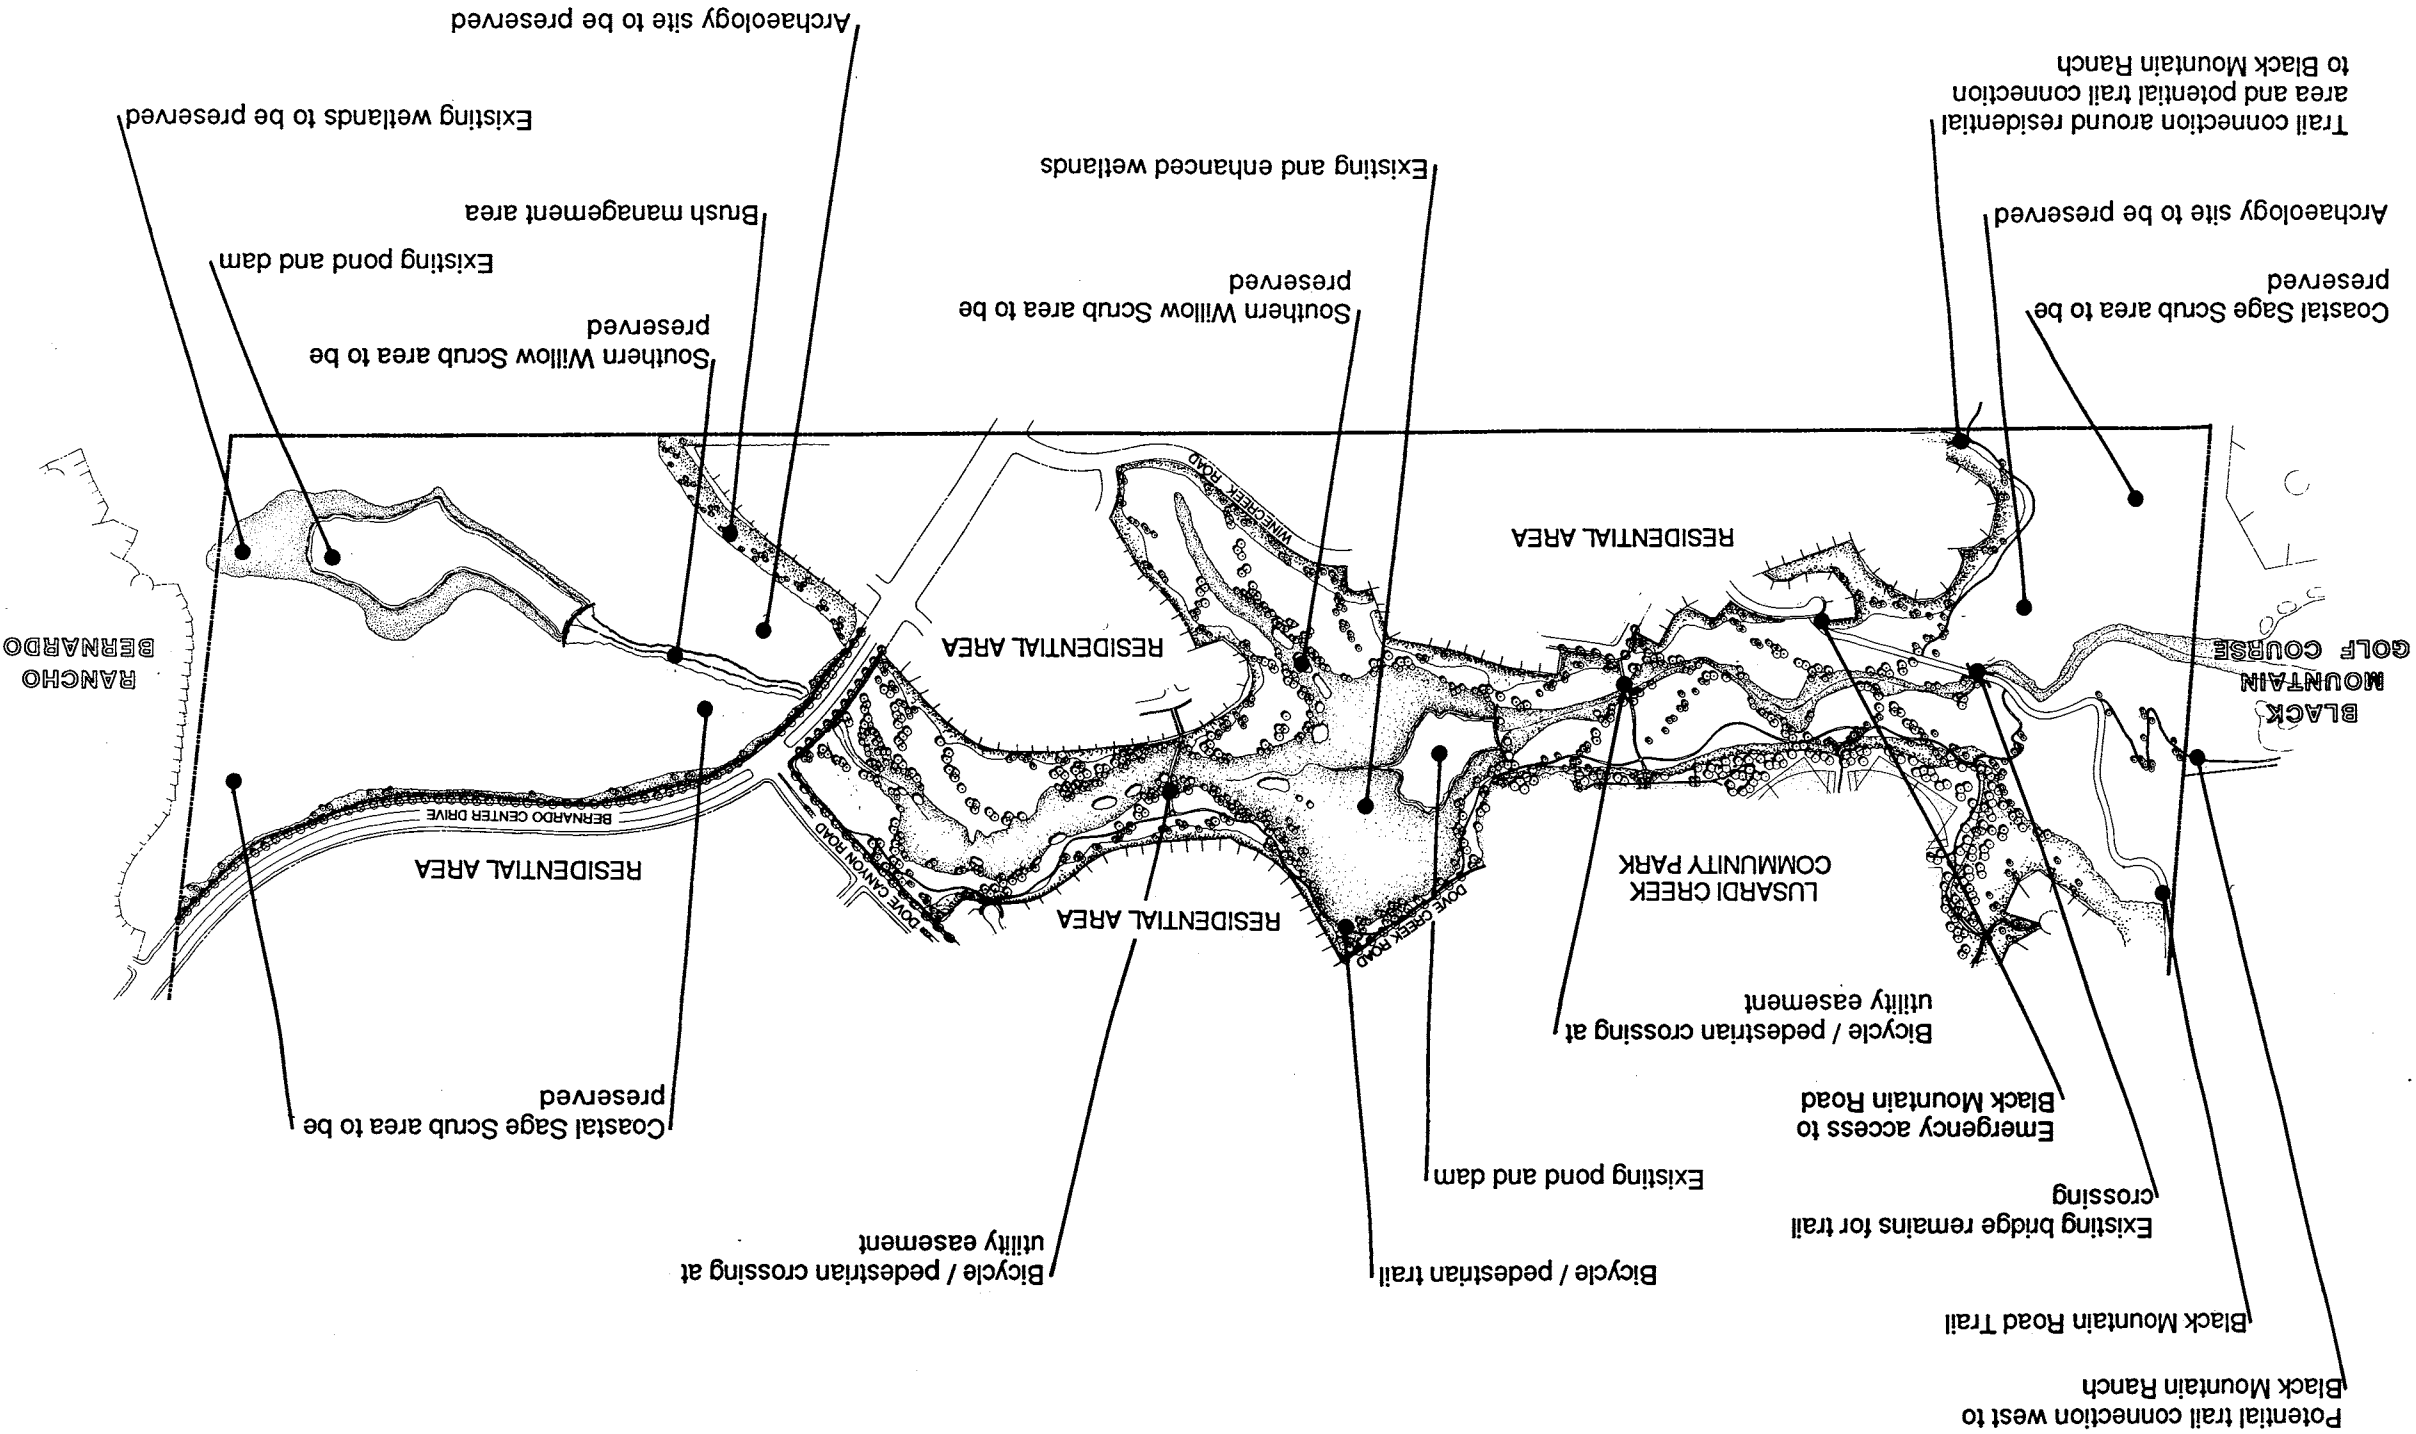 Potential trail connection west to
Black Mountain Ranch
Black Mountain Road Trail
Bicycle / pedestrian trail
Bicycle / pedestrian crossing at
utility easement
Existing bridge remains for trail
crossing
Existing pond and dam
Emergency access to
Black Mountain Road
Coastal Sage Scrub area to be
preserved
Bicycle / pedestrian crossing at
utility easement
LUSARDI CREEK
COMMUNITY PARK
DOVE CREEK ROAD
RESIDENTIAL AREA
DOVE CANYON ROAD
RESIDENTIAL AREA
BERNARDO CENTER DRIVE
BLACK
MOUNTAIN
GOLF COURSE
RESIDENTIAL AREA
RANCHO
BERNARDO
RESIDENTIAL AREA
WINECREEK ROAD
Coastal Sage Scrub area to be
preserved
Southern Willow Scrub area to be
preserved
Southern Willow Scrub area to be
preserved
Existing pond and dam
Archaeology site to be preserved
Brush management area
Existing and enhanced wetlands
Trail connection around residential
area and potential trail connection
to Black Mountain Ranch
Existing wetlands to be preserved
Archaeology site to be preserved